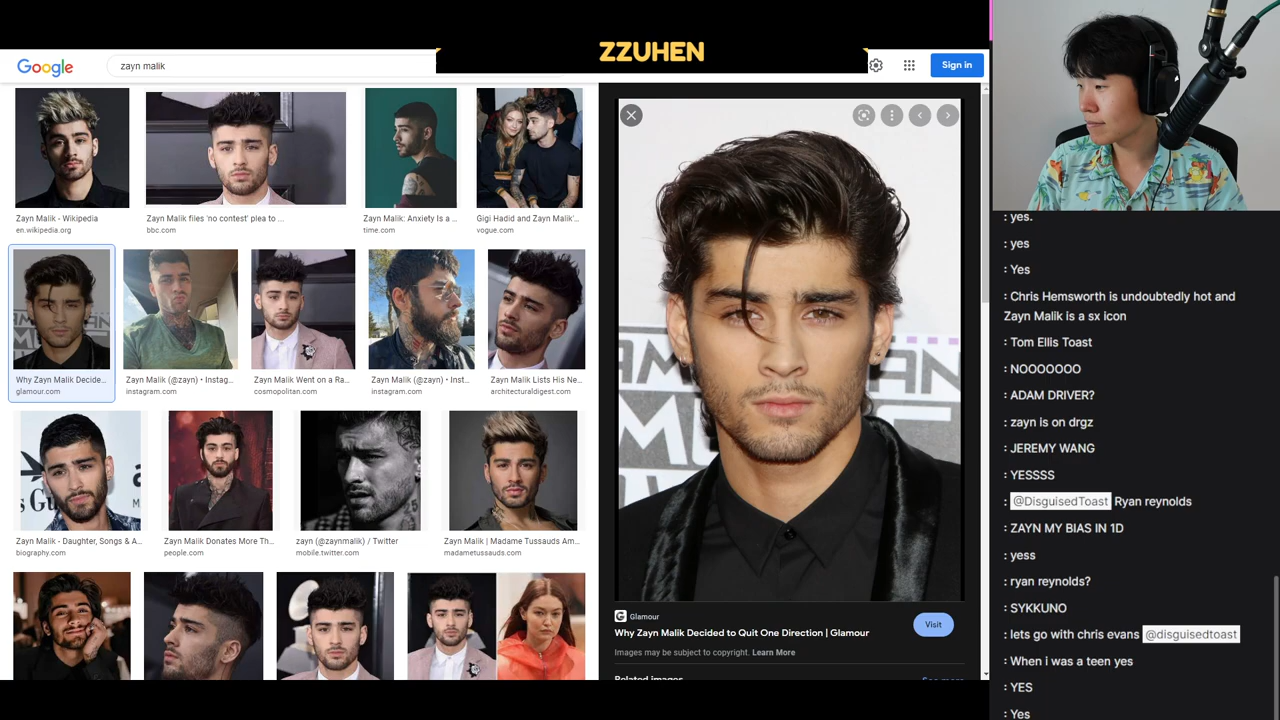 ZZUHEN
Google
zayn malik
Sign in
Zayn Malik - Wikipedia
en.wikipedia.org
Zayn Malik files 'no contest' plea to ...
bbc.com
Zayn Malik: Anxiety Is a ...
time.com
Gigi Hadid and Zayn Malik'...
vogue.com
Why Zayn Malik Decide...
glamour.com
Zayn Malik (@zayn) • Instag...
instagram.com
Zayn Malik Went on a Ra...
cosmopolitan.com
Zayn Malik (@zayn) • Inst...
instagram.com
Zayn Malik Lists His Ne...
architecturaldigest.com
Zayn Malik - Daughter, Songs & A...
biography.com
Zayn Malik Donates More Th...
people.com
zayn (@zaynmalik) / Twitter
mobile.twitter.com
Zayn Malik | Madame Tussauds Am...
madametussauds.com
G Glamour
Why Zayn Malik Decided to Quit One Direction | Glamour
Visit
Images may be subject to copyright. Learn More
Related images
See more
: yes.
: yes
: Yes
: Chris Hemsworth is undoubtedly hot and
Zayn Malik is a sx icon
: Tom Ellis Toast
: NOOOOOOO
: ADAM DRIVER?
: zayn is on drgz
: JEREMY WANG
: YESSSS
: @DisguisedToast Ryan reynolds
: ZAYN MY BIAS IN 1D
: yess
: ryan reynolds?
: SYKKUNO
: lets go with chris evans @disguisedtoast
: When i was a teen yes
: YES
: Yes